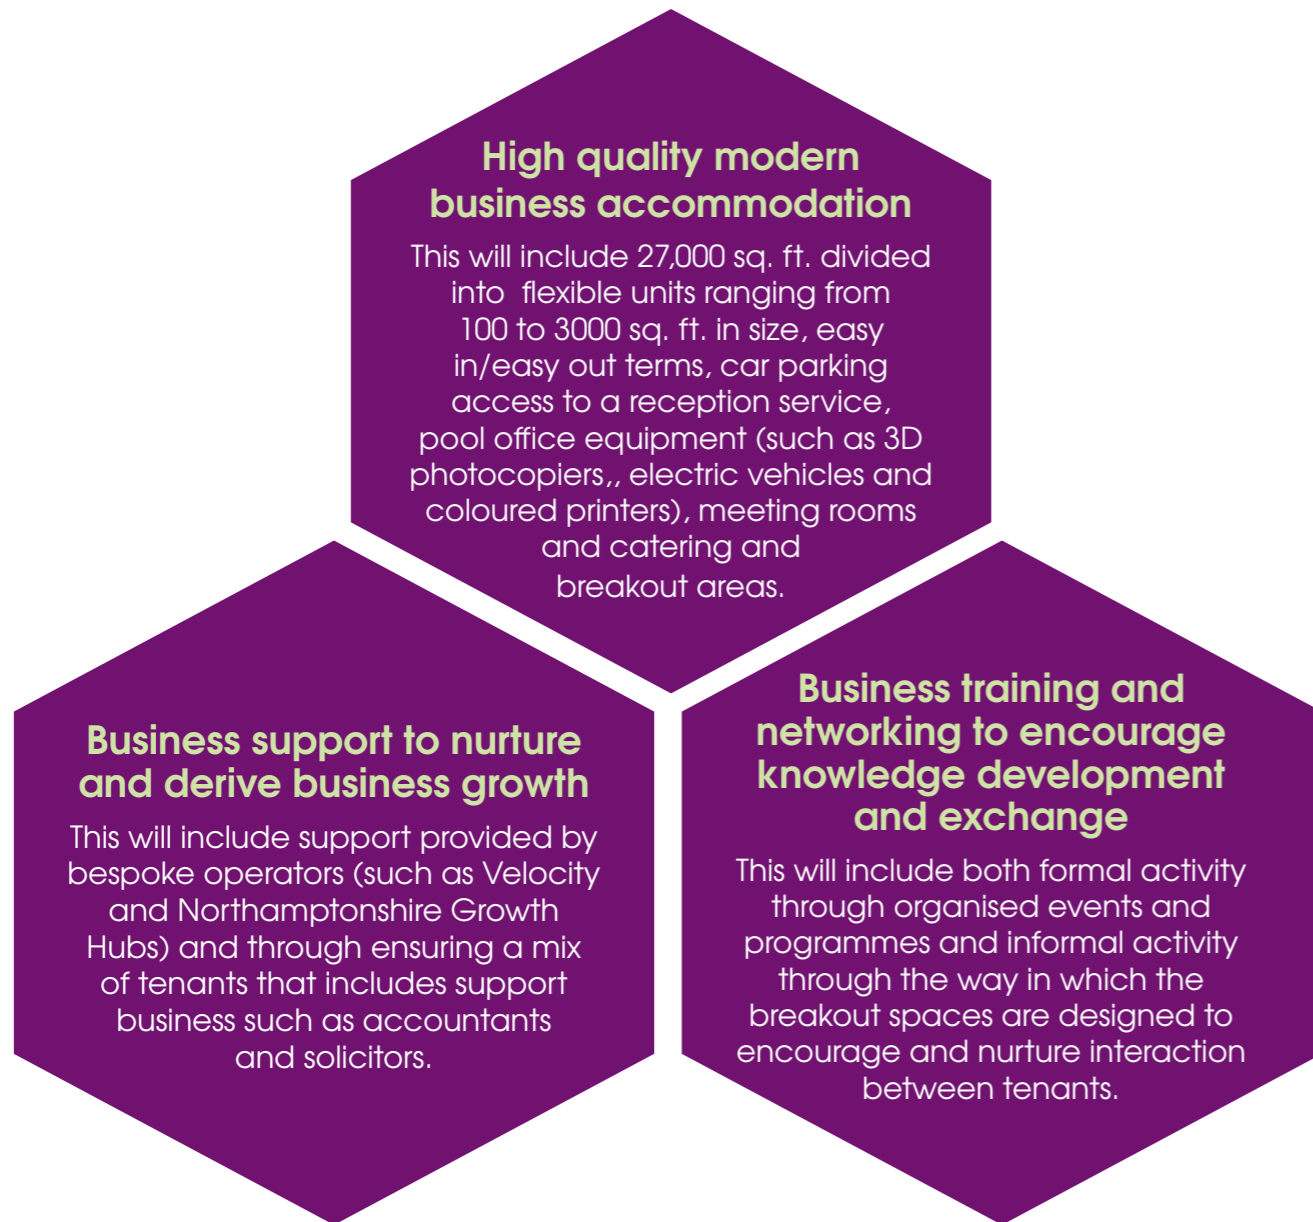 High quality modern
business accommodation
This will include 27,000 sq. ft. divided
into flexible units ranging from
100 to 3000 sq. ft. in size, easy
in/easy out terms, car parking
access to a reception service,
pool office equipment (such as 3D
photocopiers,, electric vehicles and
coloured printers), meeting rooms
and catering and
breakout areas.
Business support to nurture
and derive business growth
This will include support provided by
bespoke operators (such as Velocity
and Northamptonshire Growth
Hubs) and through ensuring a mix
of tenants that includes support
business such as accountants
and solicitors.
Business training and
networking to encourage
knowledge development
and exchange
This will include both formal activity
through organised events and
programmes and informal activity
through the way in which the
breakout spaces are designed to
encourage and nurture interaction
between tenants.